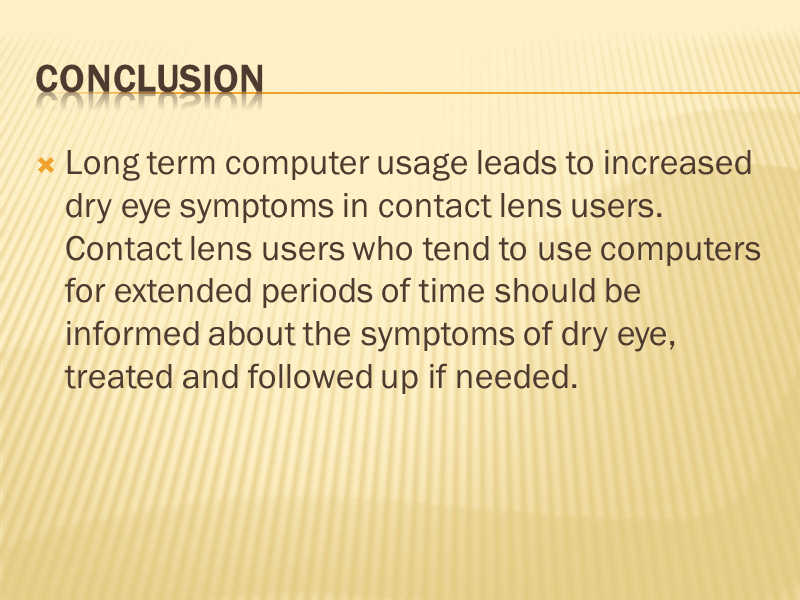 CONCLUSION
Long term computer usage leads to increased
dry eye symptoms in contact lens users.
Contact lens users who tend to use computers
for extended periods of time should be
informed about the symptoms of dry eye,
treated and followed up if needed.